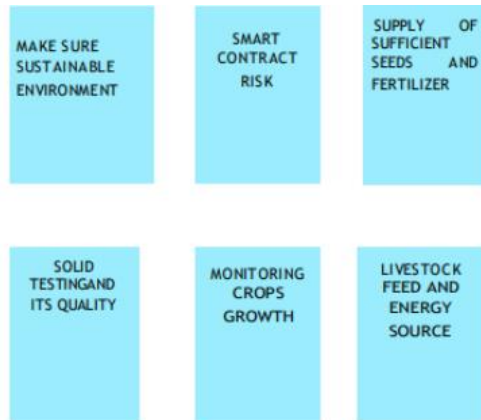 MAKE SURE
SUSTAINABLE
ENVIRONMENT
SMART
CONTRACT
RISK
SUPPLY OF
SUFFICIENT
SEEDS AND
FERTILIZER
SOLID
TESTINGAND
ITS QUALITY
MONITORING
CROPS
GROWTH
LIVESTOCK
FEED AND
ENERGY
SOURCE